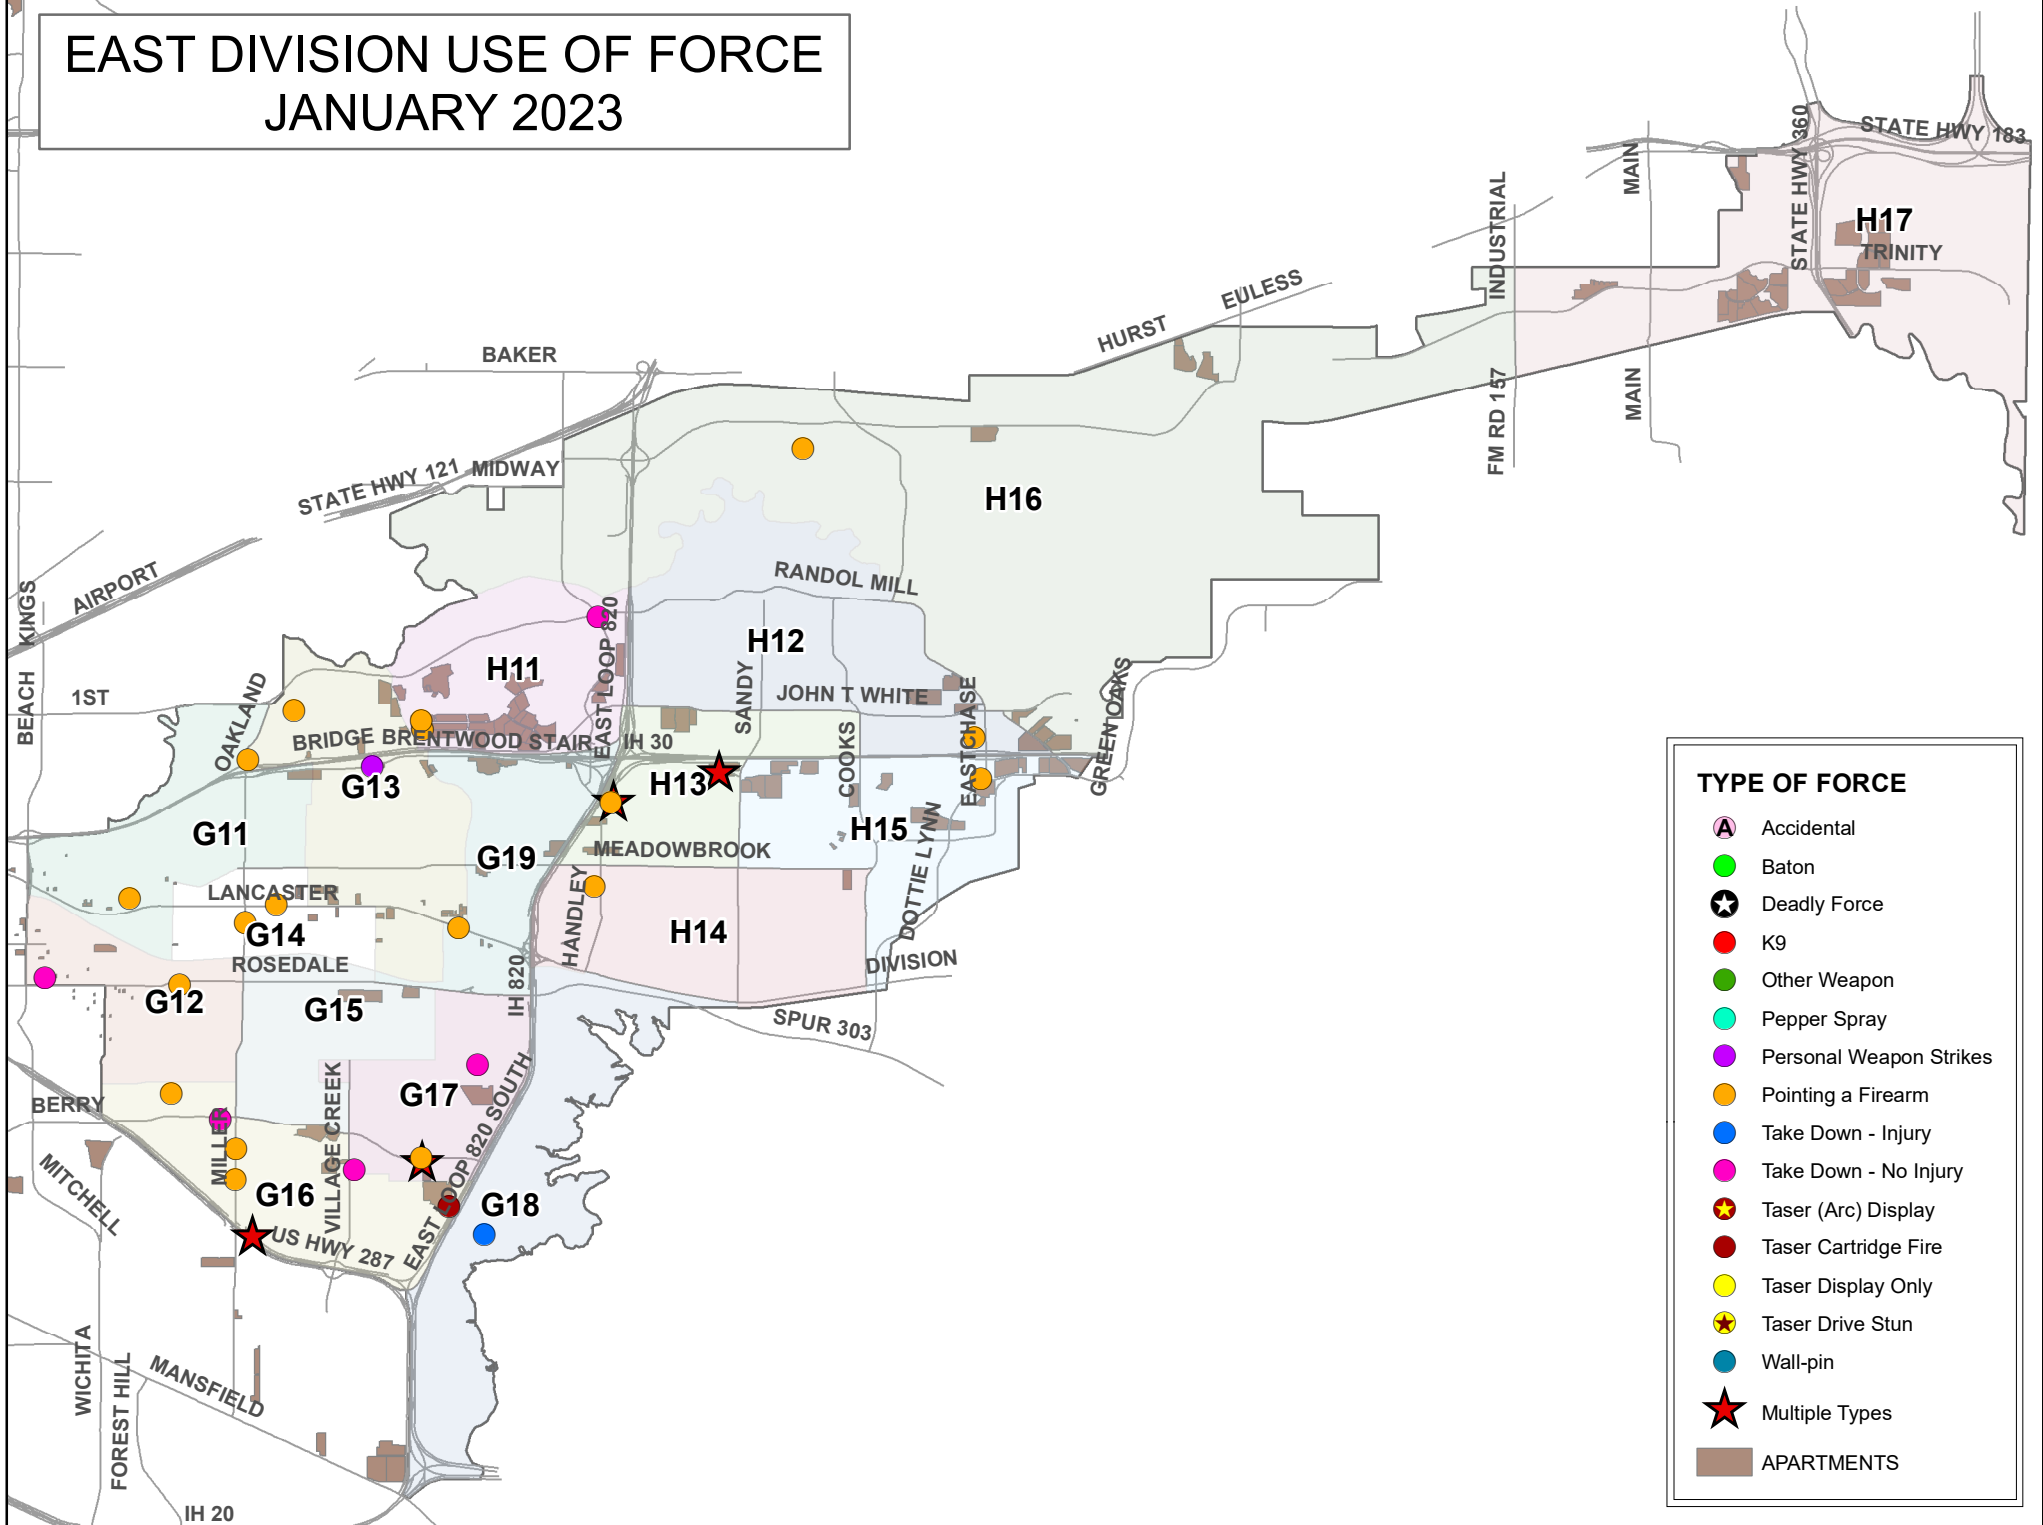 EAST DIVISION USE OF FORCE
JANUARY 2023
STATE HWY 183
STATE HWY 360
MAIN
INDUSTRIAL
H17
TRINITY
EULESS
HURST
BAKER
FM RD 157
MAIN
STATE HWY 121
MIDWAY
H16
AIRPORT
KINGS
RANDOL MILL
EAST LOOP 820
H12
H11
BEACH
1ST
OAKLAND
SANDY
JOHN T WHITE
GREEN OAKS
EASTCHASE
BRIDGE
BRENTWOOD STAIR
IH 30
COOKS
G13
H13
G11
H15
DOTTIE LYNN
MEADOWBROOK
G19
LANCASTER
HANDLEY
G14
H14
ROSEDALE
DIVISION
IH 820
G12
G15
SPUR 303
G17
BERRY
MILLER
VILLAGE CREEK
EAST LOOP 820 SOUTH
MITCHELL
G16
G18
US HWY 287
WICHITA
FOREST HILL
MANSFIELD
IH 20
TYPE OF FORCE
A Accidental
Baton
Deadly Force
K9
Other Weapon
Pepper Spray
Personal Weapon Strikes
Pointing a Firearm
Take Down - Injury
Take Down - No Injury
Taser (Arc) Display
Taser Cartridge Fire
Taser Display Only
Taser Drive Stun
Wall-pin
Multiple Types
APARTMENTS